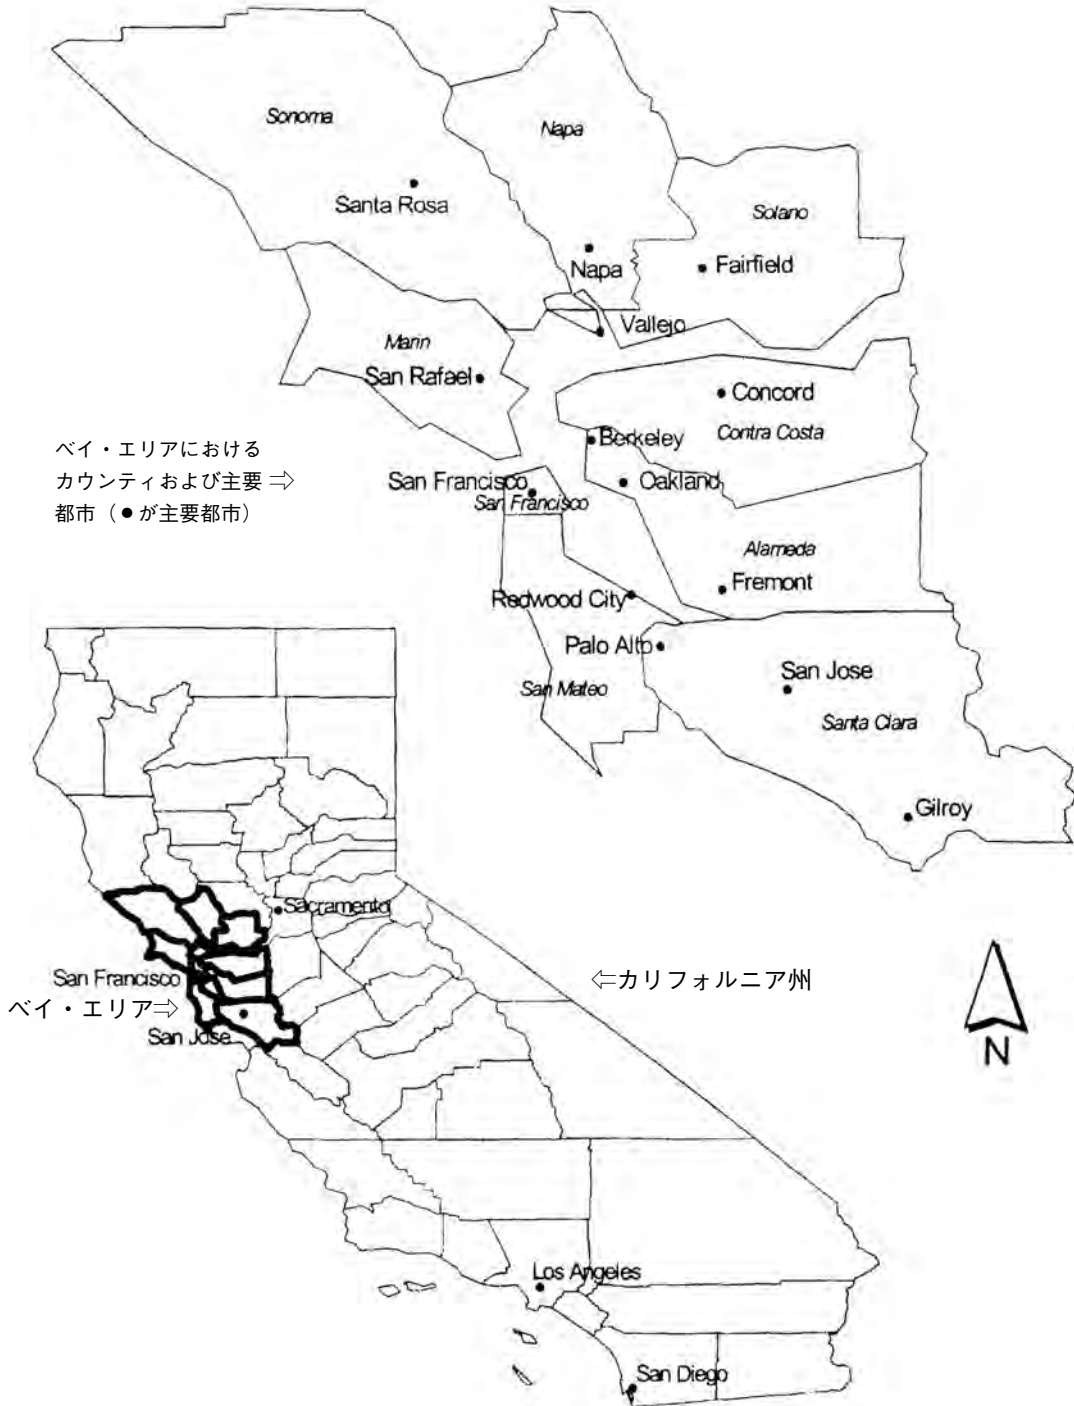 Sonoma
Napa
Santa Rosa
Solano
Napa
Fairfield
Vallejo
Marin
San Rafael
Concord
Contra Costa
Berkeley
ベイ・エリアにおける
カウンティおよび主要 ⇨
都市(●が主要都市)
San Francisco
San Francisco
Oakland
Alameda
Fremont
Redwood City
Palo Alto
San Jose
San Mateo
Santa Clara
Gilroy
Sacramento
San Francisco
⇦カリフォルニア州
ベイ・エリア⇨
San Jose
N
Los Angeles
San Diego